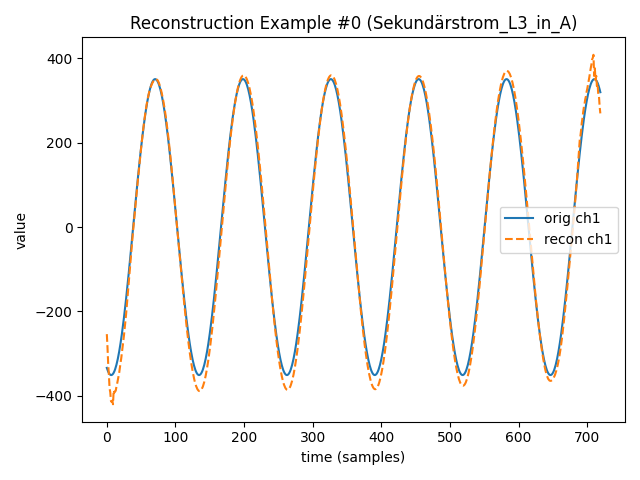 Reconstruction Example #0 (Sekundärstrom_L3_in_A)
value
400
200
0
−200
−400
orig ch1
recon ch1
0 100 200 300 400 500 600 700
time (samples)